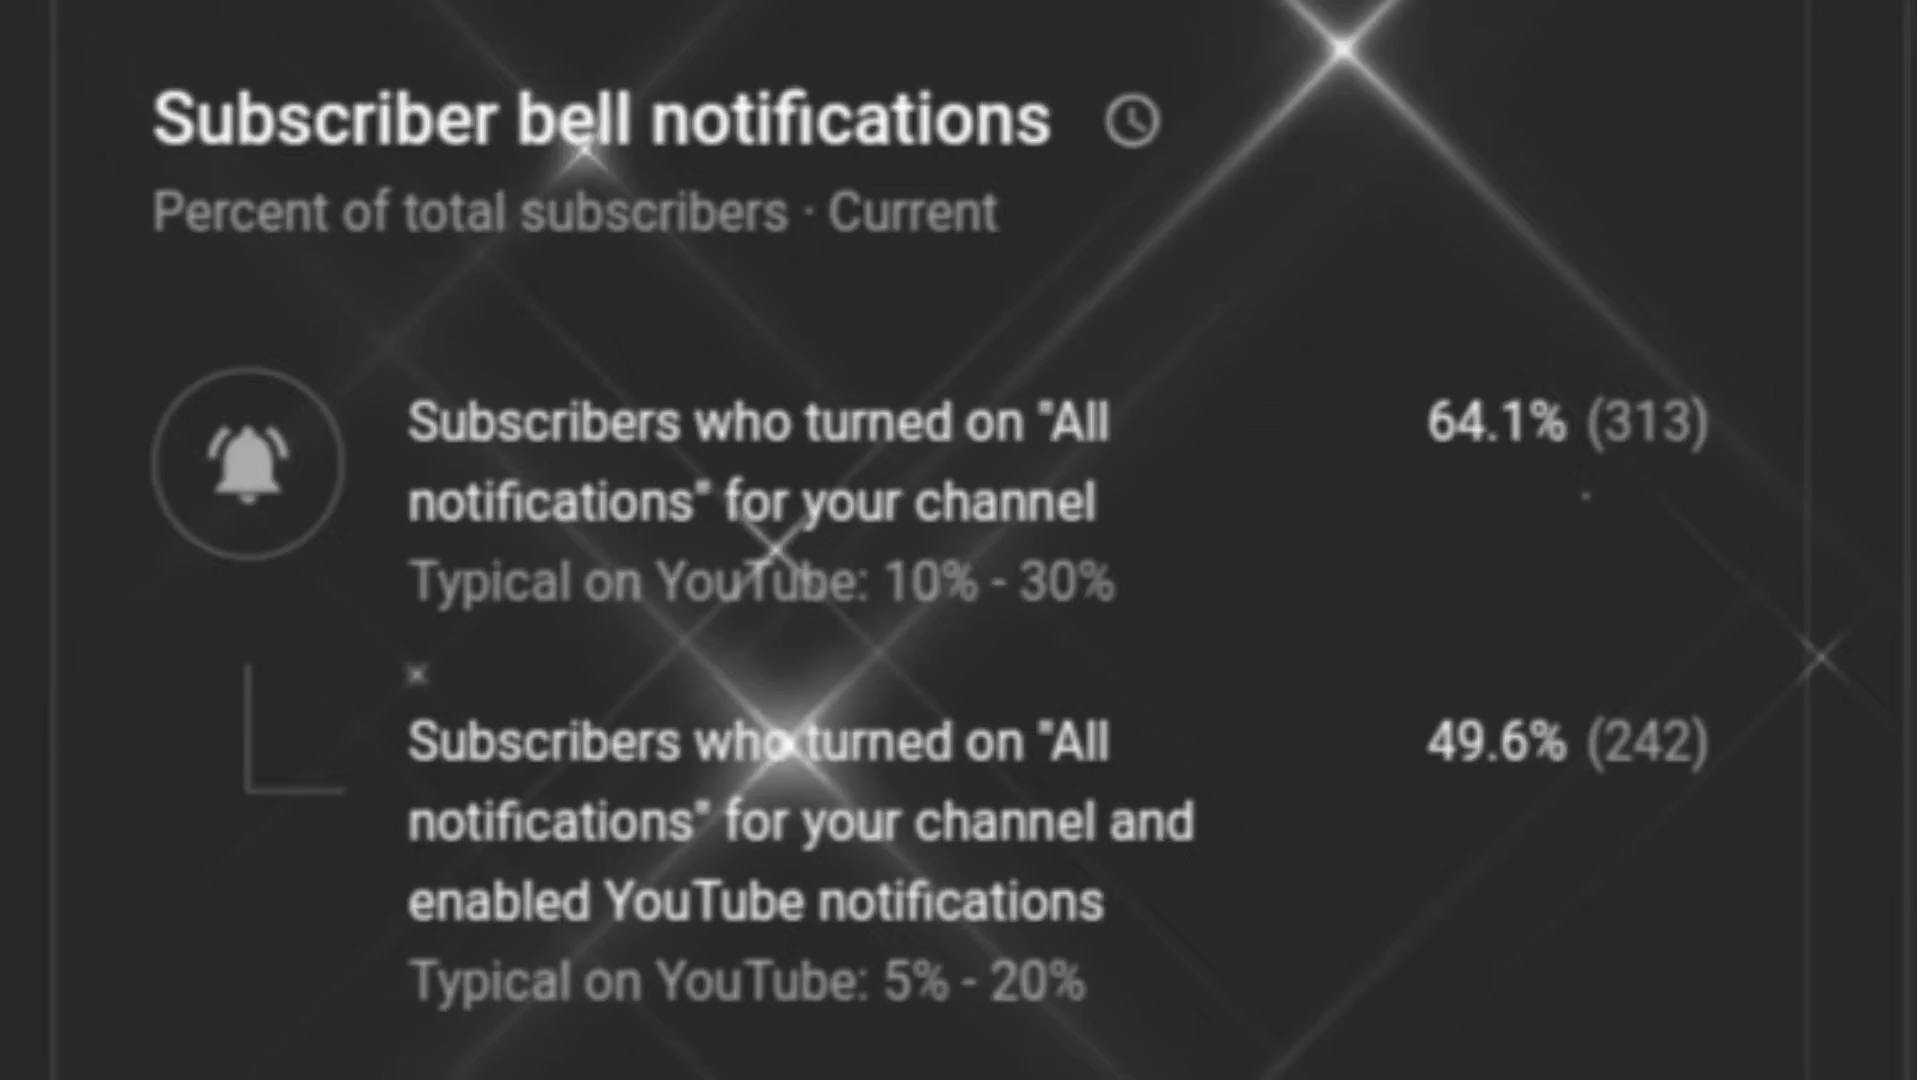 Subscriber bell notifications
Percent of total subscribers · Current
Subscribers who turned on "All 64.1% (313)
notifications" for your channel
Typical on YouTube: 10% - 30%
Subscribers who turned on "All 49.6% (242)
notifications" for your channel and
enabled YouTube notifications
Typical on YouTube: 5% - 20%